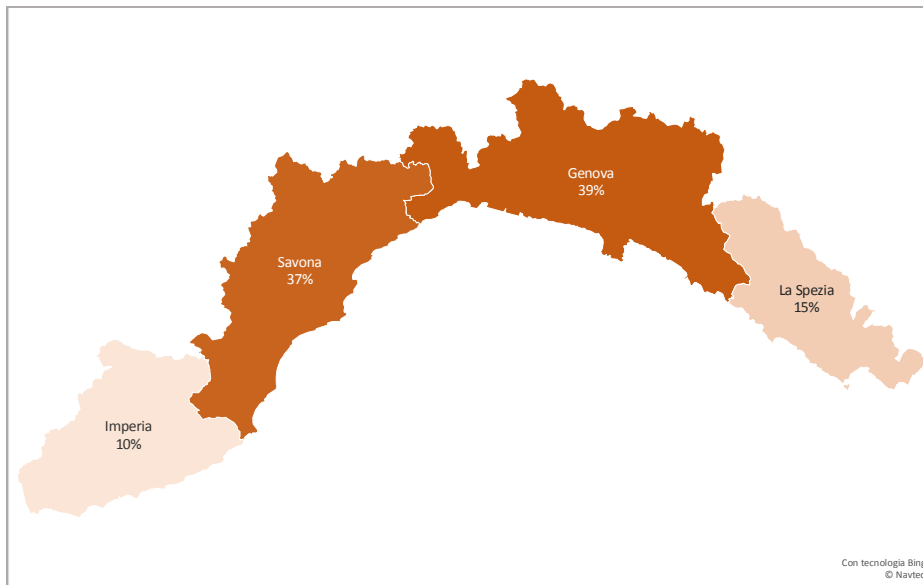 Genova
39%
Savona
37%
La Spezia
15%
Imperia
10%
Con tecnologia Bing
© Navteq